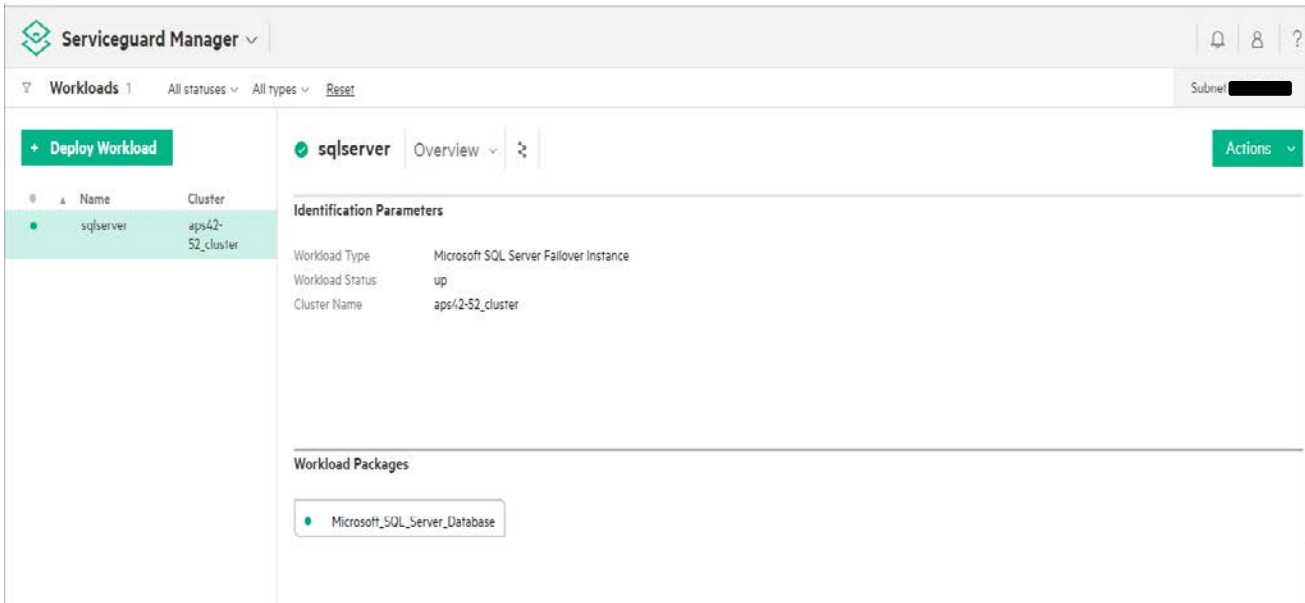 Serviceguard Manager
?
Workloads 1 All statuses All types Reset
Subnet
+ Deploy Workload
Name Cluster
sqlserver aps42-
52_cluster
sqlserver Overview
Actions
Identification Parameters
Workload Type Microsoft SQL Server Failover Instance
Workload Status up
Cluster Name aps42-52_cluster
Workload Packages
Microsoft_SQL_Server_Database